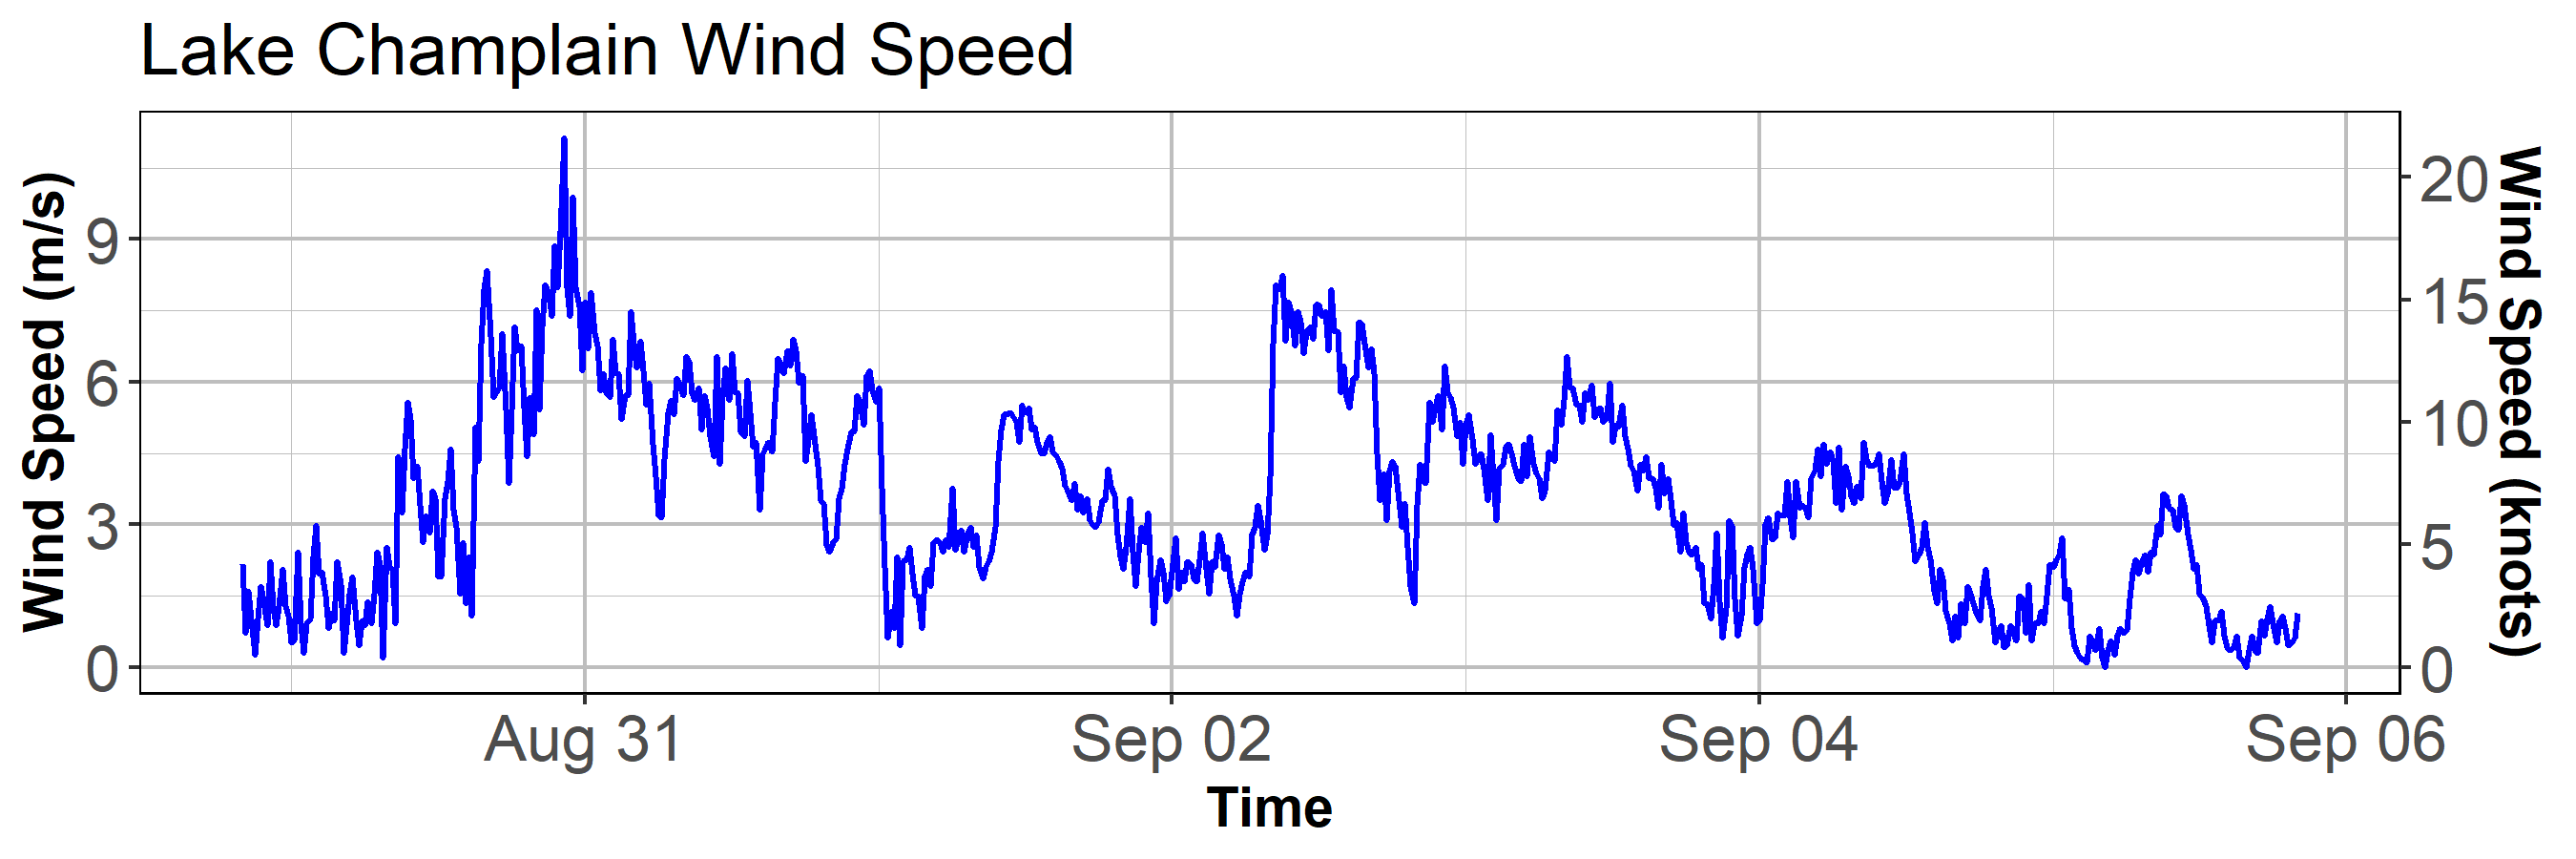 Lake Champlain Wind Speed
Wind Speed (m/s)
9
6
3
0
20
15
10
5
0
Wind Speed (knots)
Aug 31
Sep 02
Sep 04
Sep 06
Time